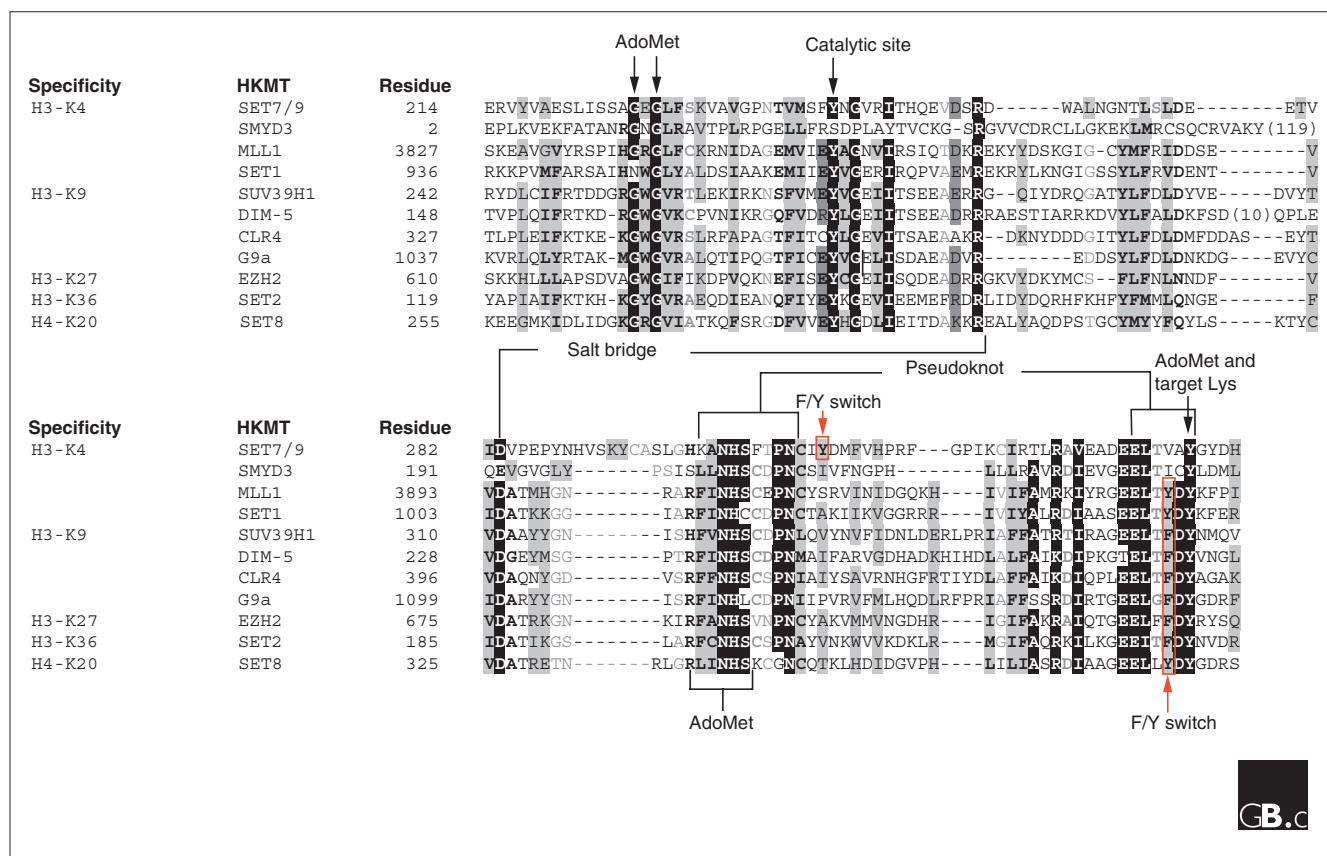 AdoMet
Catalytic site
Specificity HKMT Residue
H3-K4 SET7/9 214 ERVYVAESLISSAGEGLFSKVAVGPNTVMSFYNGVRITHQEVDSRD------WALNGNTLSLDE--------ETV
SMYD3 2 EPLKVEKFATANRGNGLRAVTPLRPGELLFRSDPLAYTVCKG-SRGVVCDRCLLGKEKLMRCSQCRVAKY(119)
MLL1 3827 SKEAVGVYRSPIHGRGLFCKRNIDAGEMVIEYAGNVIRSIQTDKREKYYDSKGIG-CYMFRIDDSE-------V
SET1 936 RKKPVMFARSAIHNWGLYALDSIAAKEMIIEYVGERIRQPVAEMREKRYLKNGIGSSYLFRVDENT-------V
H3-K9 SUV39H1 242 RYDLCIFRTDDGRGWGVRTLEKIRKNSFVMEYVGEIITSEEAERRG--QIYDRQGATYLFDLDYVE----DVYT
DIM-5 148 TVPLQIFRTKD-RGWGVKCPVNIKRGQFVDRYLGEIITSEEADRRRAESTIARRKDVYLFALDKFSD(10)QPLE
CLR4 327 TLPLEIFKTKE-KGWGVRSLRFAPAGTFITCYLGEVITSAEAAKRD--KNYDDDGITYLFDLDMFDDAS--EYT
G9a 1037 KVRLQLYRTAK-MGWGVRALQTIPQGTFICEYVGELISDAEADVR-----EDDSYLFDLDNKDG----EVYC
H3-K27 EZH2 610 SKKHLLLAPSDVAGWGIFIKDPVQKNEFISEYCGEIISQDEADRRGKVYDKYMCS-FLFNLNNDF--------V
H3-K36 SET2 119 YAPIAIFKTKH-KGYGVRAEQDIEANQFIYEYKGEVIEEMEFRDRLIDYDQRHFKHFYFMMLQNGE-------F
H4-K20 SET8 255 KEEGMKIDLIDGKGRGVIATKQFSRGDFVVEYHGDLIEITDAKKREALYAQDPSTGCYMYYFQYLS----KTYC
Salt bridge
Pseudoknot
AdoMet and
target Lys
F/Y switch
Specificity HKMT Residue
H3-K4 SET7/9 282 IDVPEPYNHVSKYCASLGHKANHSFTPNCIYDMFVHPRF---GPIKCIRTLRAVEADEELTVAYGYDH
SMYD3 191 QEVGVGLY------PSISLLNHSCDPNCSIVFNGPH------LLLRAVRDIEVGEELTICYLDML
MLL1 3893 VDATMHGN--------RARFINHSCEPNCYSRVINIDGQKH----IVIFAMRKIYRGEELTYDYKFPI
SET1 1003 IDATKKGG--------IARFINHCCDPNCTAKIIKVGGRRR----IVIYALRDIAASEELTYDYKFER
H3-K9 SUV39H1 310 VDAAYYGN--------ISHFVNHSCDPNLQVYNVFIDNLDERLPRIAFFATRTIRAGEELTFDYNMQV
DIM-5 228 VDGEYMSG--------PTRFINHSCDPNMAIFARVGDHADKHIHDLALFAIKDIPKGTELTFDYVNGL
CLR4 396 VDAQNYGD--------VSRFFNHSCSPNIAIYSAVRNHGFRTIYDLAFFAIKDIQPLEELTFDYAGAK
G9a 1099 IDARYYGN--------ISRFINHLCDPNIIPVRVFMLHQDLRFPRIAFFSSRDIRTGEELGFDYGDRF
H3-K27 EZH2 675 VDATRKGN--------KIRFANHSVNPNCYAKVMMVNGDHR----IGIFAKRAIQTGEELFFDYRYSQ
H3-K36 SET2 185 IDATIKGS--------LARFCNHSCSPNAYVNKWVVKDKLR----MGIFAQRKILKGEEITFDYNVDR
H4-K20 SET8 325 VDATRETN--------RLGRLINHSKCGNCQTKLHDIDGVPH----LILIASRDIAAGEELLYDYGDRS
AdoMet
F/Y switch
GB.c